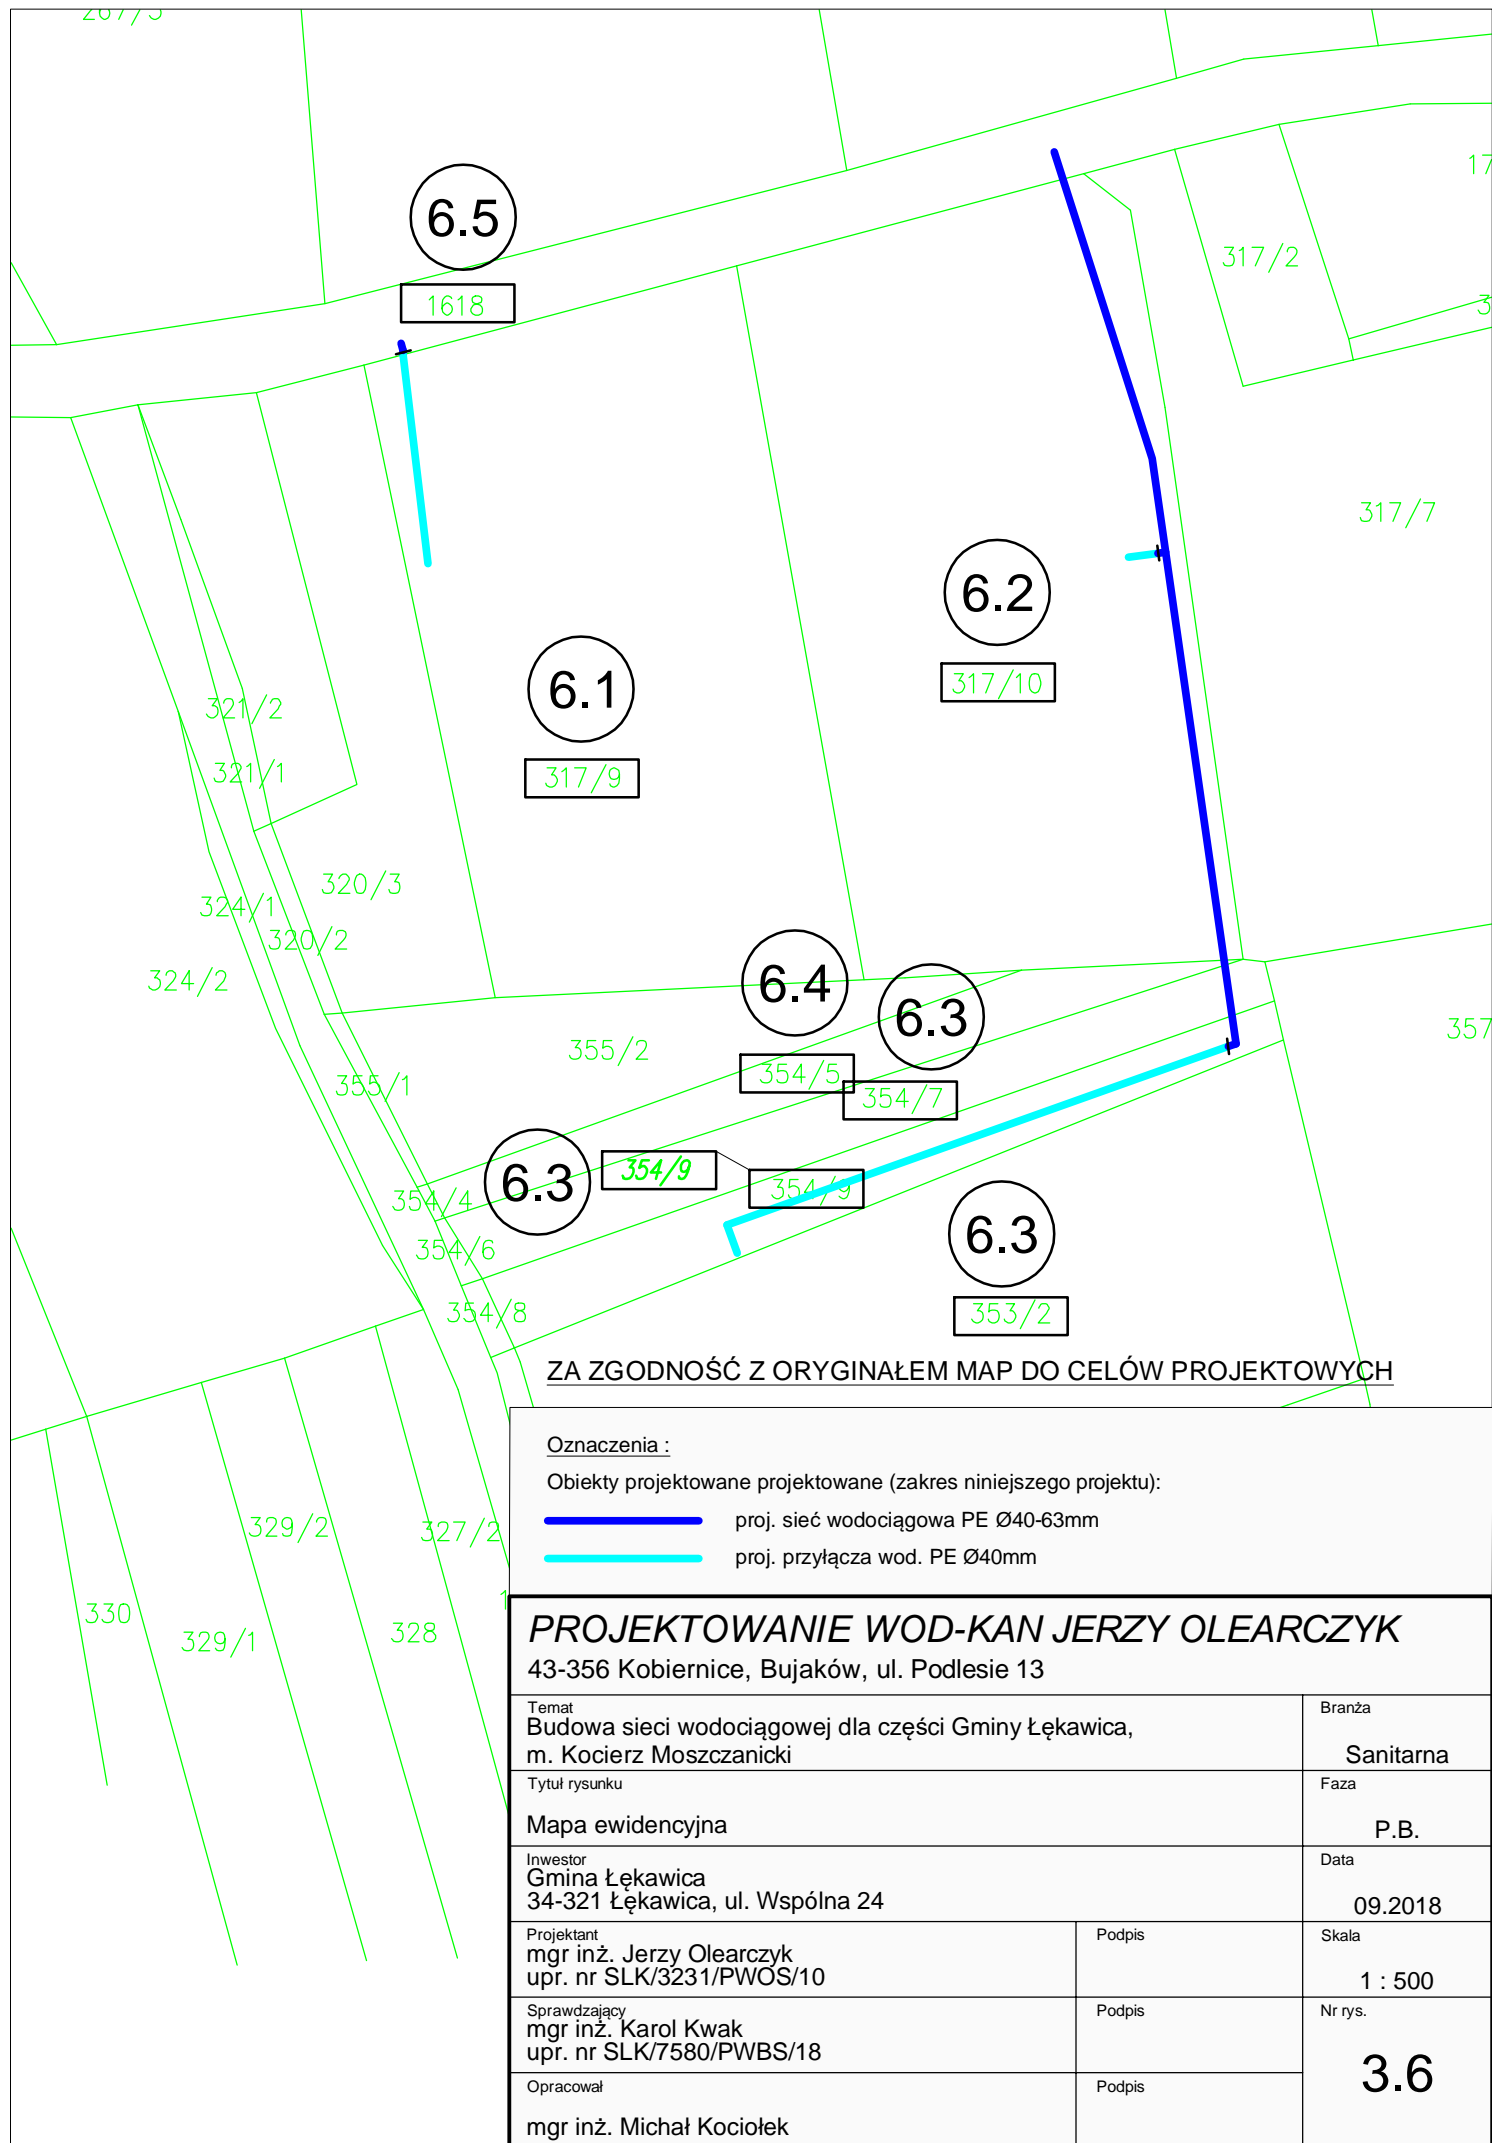 267/3
17
6.5
317/2
1618
3
317/7
6.2
6.1
317/10
321/2
321/1
317/9
320/3
324/1
320/2
324/2
6.4
6.3
355/2
357
354/5
355/1
354/7
6.3
354/9
354/9
354/4
6.3
354/6
354/8
353/2
ZA ZGODNOŚĆ Z ORYGINAŁEM MAP DO CELÓW PROJEKTOWYCH
Oznaczenia :
Obiekty projektowane projektowane (zakres niniejszego projektu):
proj. sieć wodociągowa PE Ø40-63mm
proj. przyłącza wod. PE Ø40mm
329/2
327/2
1
330
329/1
328
PROJEKTOWANIE WOD-KAN JERZY OLEARCZYK
43-356 Kobiernice, Bujaków, ul. Podlesie 13
Temat
Budowa sieci wodociągowej dla części Gminy Łękawica,
m. Kocierz Moszczanicki
Branża
Sanitarna
Tytuł rysunku
Mapa ewidencyjna
Faza
P.B.
Inwestor
Gmina Łękawica
34-321 Łękawica, ul. Wspólna 24
Data
09.2018
Projektant
mgr inż. Jerzy Olearczyk
upr. nr SLK/3231/PWOS/10
Podpis
Skala
1 : 500
Sprawdzający
mgr inż. Karol Kwak
upr. nr SLK/7580/PWBS/18
Podpis
Nr rys.
3.6
Opracował
mgr inż. Michał Kociołek
Podpis